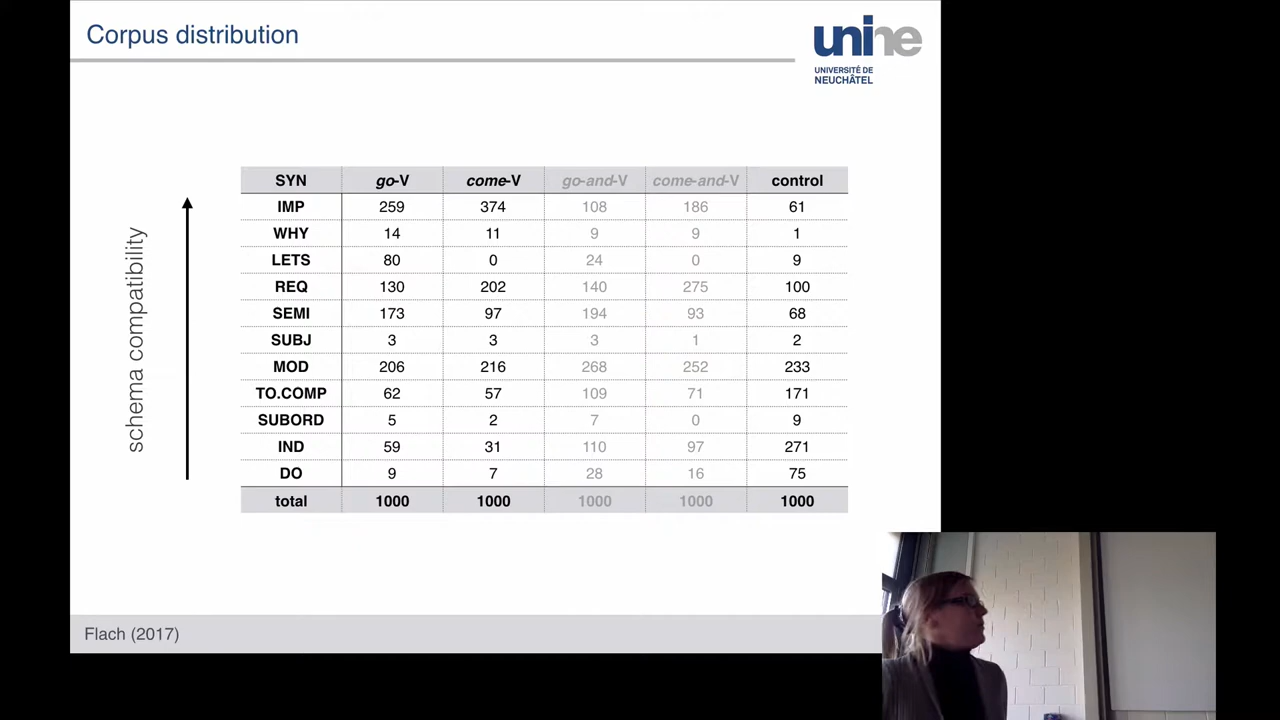 Corpus distribution
unine
UNIVERSITÉ DE
NEUCHÂTEL
schema compatibility
SYN go-V come-V go-and-V come-and-V control
IMP 259 374 108 186 61
WHY 14 11 9 9 1
LETS 80 0 24 0 9
REQ 130 202 140 275 100
SEMI 173 97 194 93 68
SUBJ 3 3 3 1 2
MOD 206 216 268 252 233
TO.COMP 62 57 109 71 171
SUBORD 5 2 7 0 9
IND 59 31 110 97 271
DO 9 7 28 16 75
total 1000 1000 1000 1000 1000
Flach (2017)